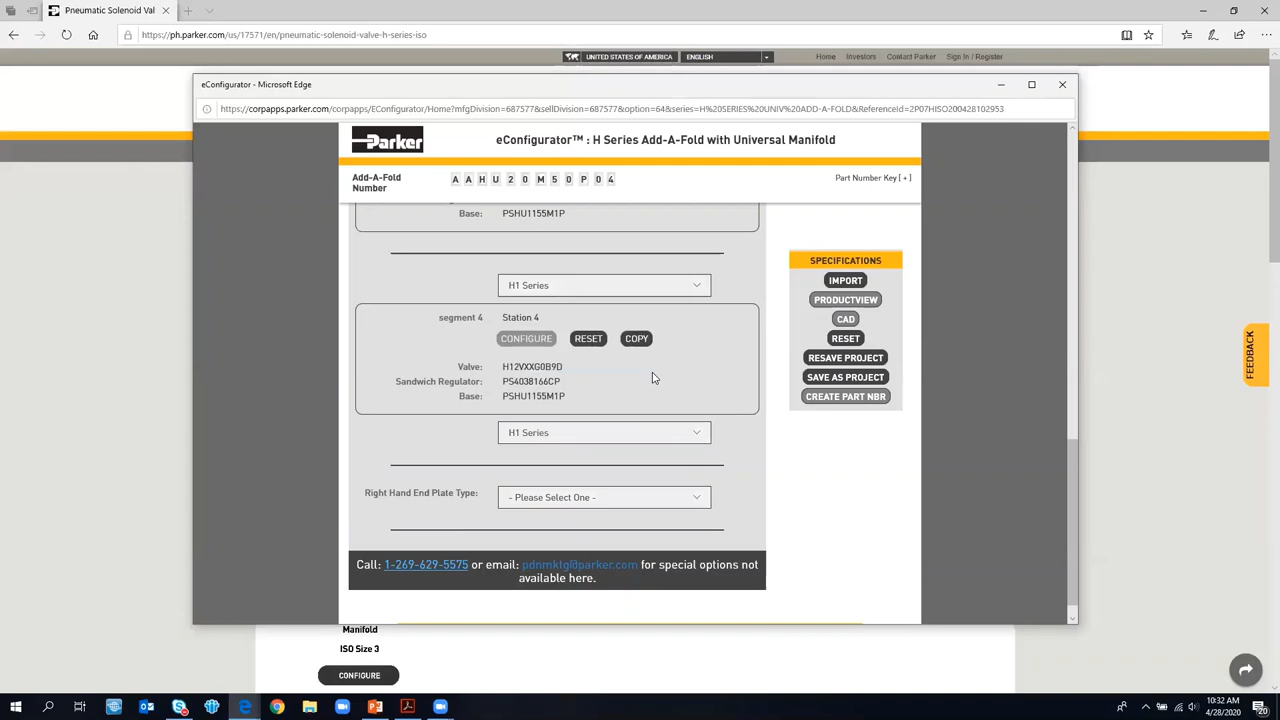 Pneumatic Solenoid Val
https://ph.parker.com/us/17571/en/pneumatic-solenoid-valve-h-series-iso
UNITED STATES OF AMERICA ENGLISH Home Investors Contact Parker Sign In / Register
eConfigurator - Microsoft Edge
https://corpapps.parker.com/corpapps/EConfigurator/Home?mfgDivision=687577&sellDivision=687577&option=64&series=H%20SERIES%20UNIV%20ADD-A-FOLD&ReferenceId=2P07HISO200428102953
Parker eConfigurator™ : H Series Add-A-Fold with Universal Manifold
Add-A-Fold
Number
A A H U 2 0 M 5 0 P 0 4
Part Number Key [ + ]
Base: PSHU1155M1P
H1 Series
segment 4 Station 4
CONFIGURE RESET COPY
Valve: H12VXXG0B9D
Sandwich Regulator: PS4038166CP
Base: PSHU1155M1P
H1 Series
Right Hand End Plate Type: - Please Select One -
Call: 1-269-629-5575 or email: pdnmktg@parker.com for special options not
available here.
SPECIFICATIONS
IMPORT
PRODUCTVIEW
CAD
RESET
RESAVE PROJECT
SAVE AS PROJECT
CREATE PART NBR
FEEDBACK
Manifold
ISO Size 3
CONFIGURE
10:32 AM
4/28/2020
20